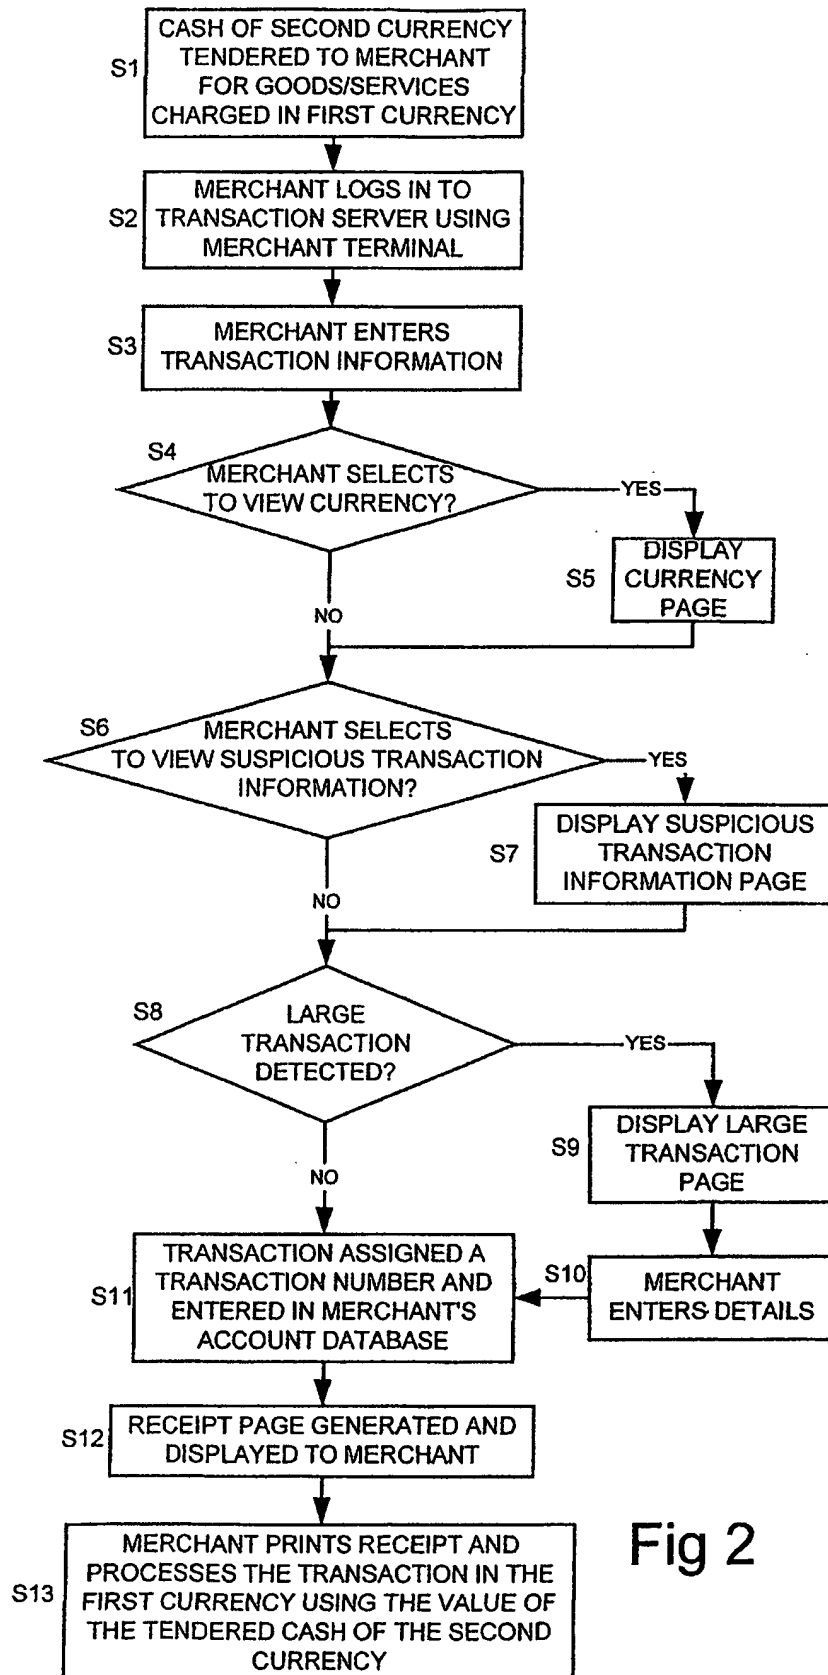 CASH OF SECOND CURRENCY
TENDERED TO MERCHANT
FOR GOODS/SERVICES
CHARGED IN FIRST CURRENCY
S1
MERCHANT LOGS IN TO
TRANSACTION SERVER USING
MERCHANT TERMINAL
S2
MERCHANT ENTERS
TRANSACTION INFORMATION
S3
S4
MERCHANT SELECTS
TO VIEW CURRENCY?
YES
DISPLAY
CURRENCY
PAGE
S5
NO
S6
MERCHANT SELECTS
TO VIEW SUSPICIOUS TRANSACTION
INFORMATION?
YES
DISPLAY SUSPICIOUS
TRANSACTION
INFORMATION PAGE
S7
NO
S8
LARGE
TRANSACTION
DETECTED?
YES
DISPLAY LARGE
TRANSACTION
PAGE
S9
NO
S10
MERCHANT
ENTERS DETAILS
TRANSACTION ASSIGNED A
TRANSACTION NUMBER AND
ENTERED IN MERCHANT'S
ACCOUNT DATABASE
S11
RECEIPT PAGE GENERATED AND
DISPLAYED TO MERCHANT
S12
MERCHANT PRINTS RECEIPT AND
PROCESSES THE TRANSACTION IN THE
FIRST CURRENCY USING THE VALUE OF
THE TENDERED CASH OF THE SECOND
CURRENCY
S13
Fig 2